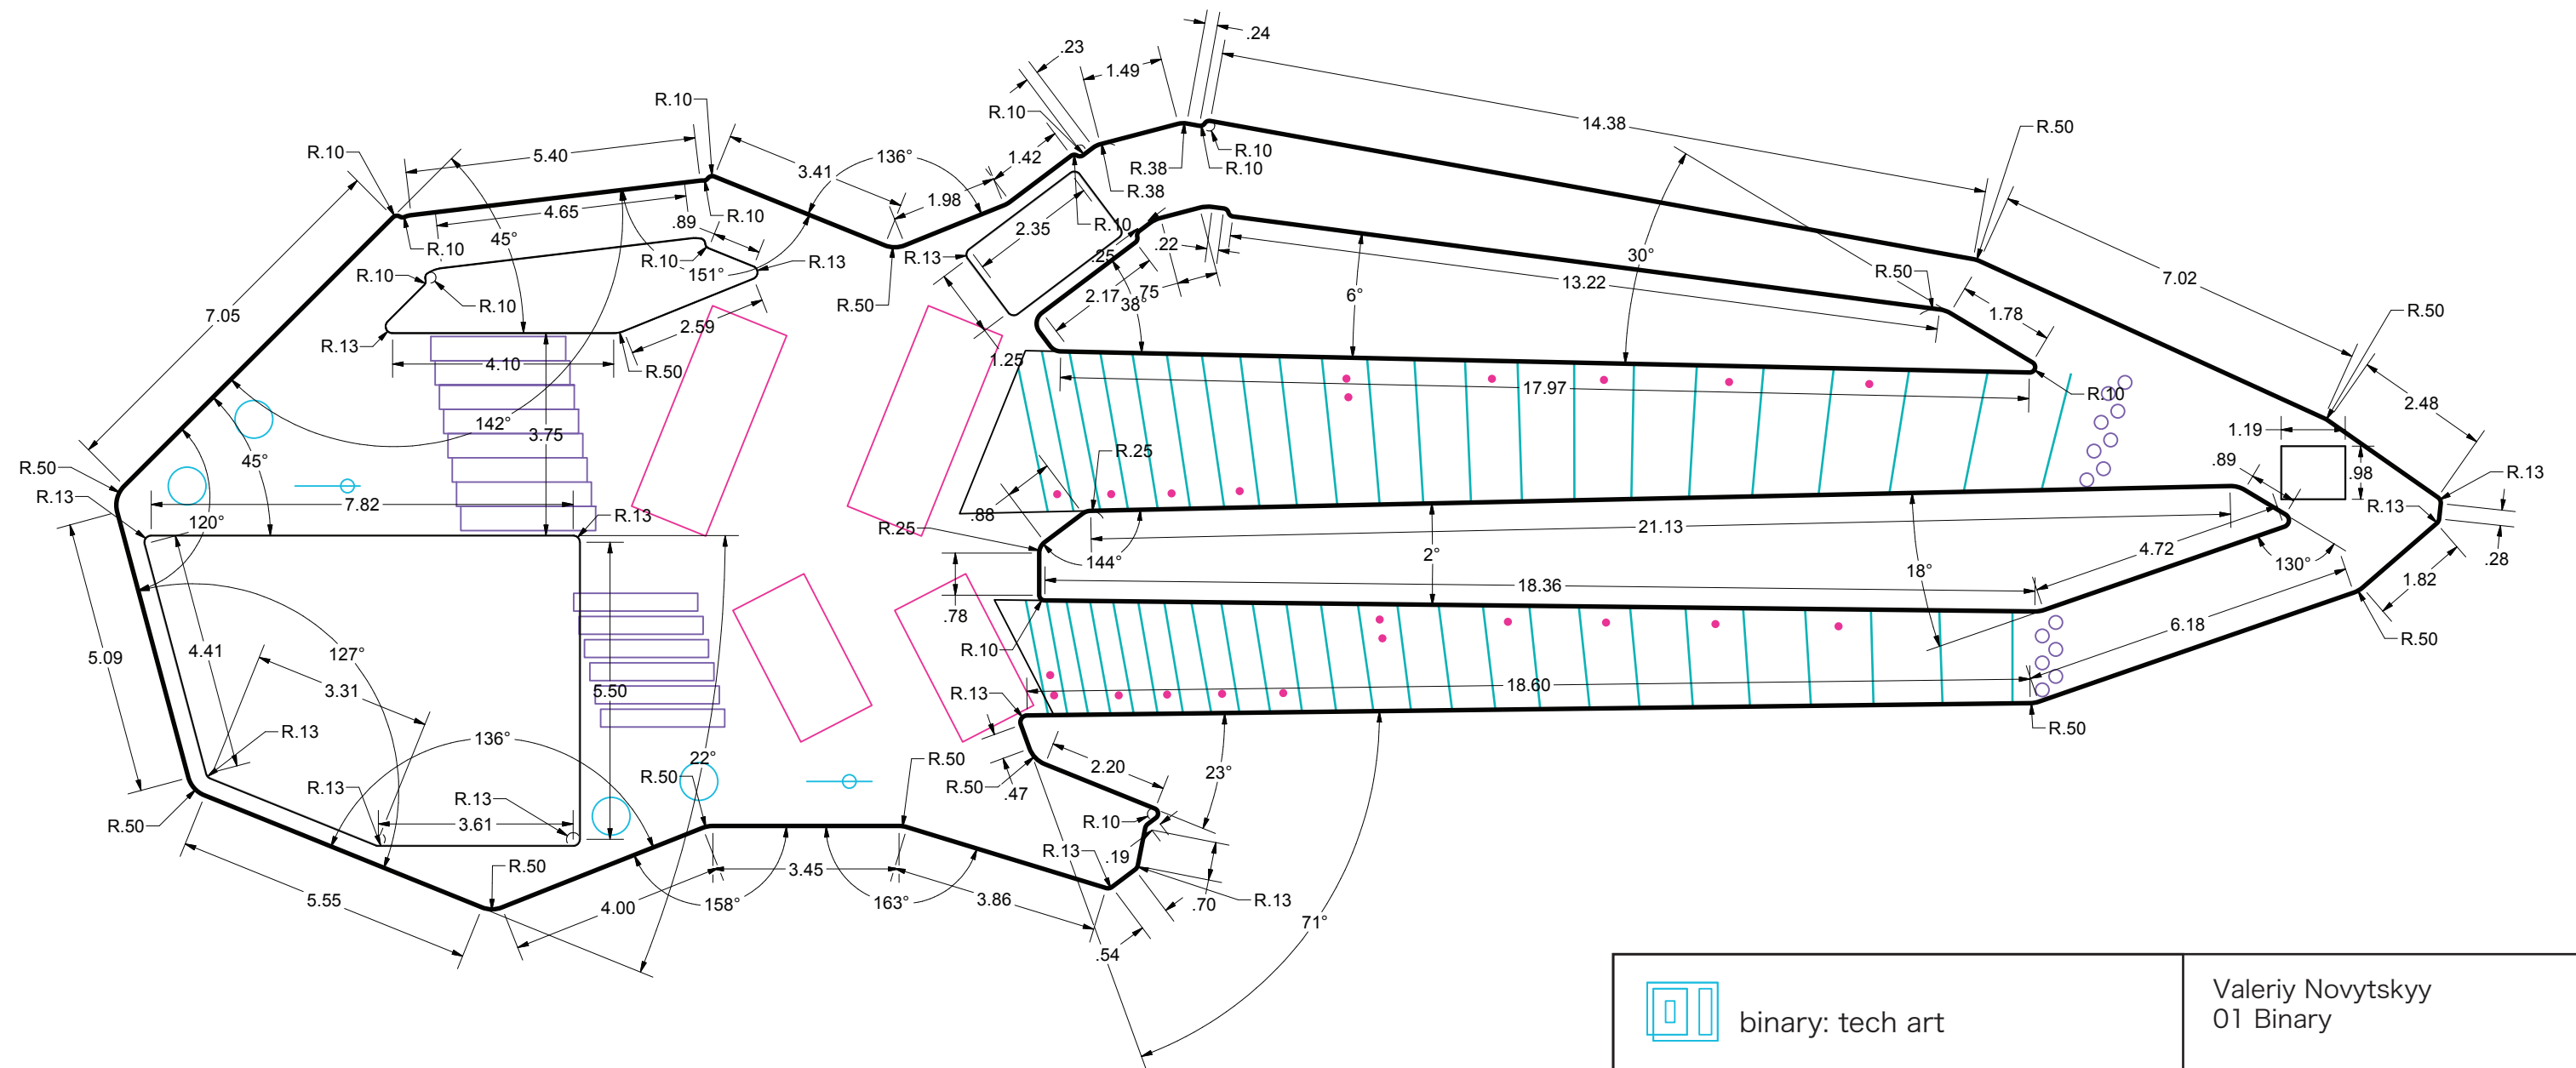 .24
.23
1.49
R.10
R.10
14.38
R.50
R.10
5.40
3.41
136°
1.42
R.38
R.10
R.10
R.38
4.65
.89
R.10
1.98
2.35
R.10
45°
R.10
R.10
151°
R.13
R.13
.25
.22
30°
R.50
7.02
R.10
R.10
R.50
2.17
.75
38°
6°
13.22
1.78
R.50
7.05
R.13
2.59
4.10
R.50
1.25
17.97
R.10
2.48
142°
3.75
1.19
45°
R.25
.89
.98
R.50
R.13
R.13
7.82
R.13
.88
R.13
120°
R.25
144°
2°
21.13
4.72
130°
.28
18.36
18°
1.82
.78
6.18
R.50
5.09
4.41
127°
3.31
5.50
R.10
R.13
18.60
R.50
R.13
136°
22°
R.50
R.50
R.50
.47
2.20
23°
R.13
R.13
3.61
R.10
R.50
R.13
.19
R.50
3.45
158°
163°
3.86
.70
R.13
5.55
4.00
71°
.54
binary: tech art
Valeriy Novytskyy
01 Binary